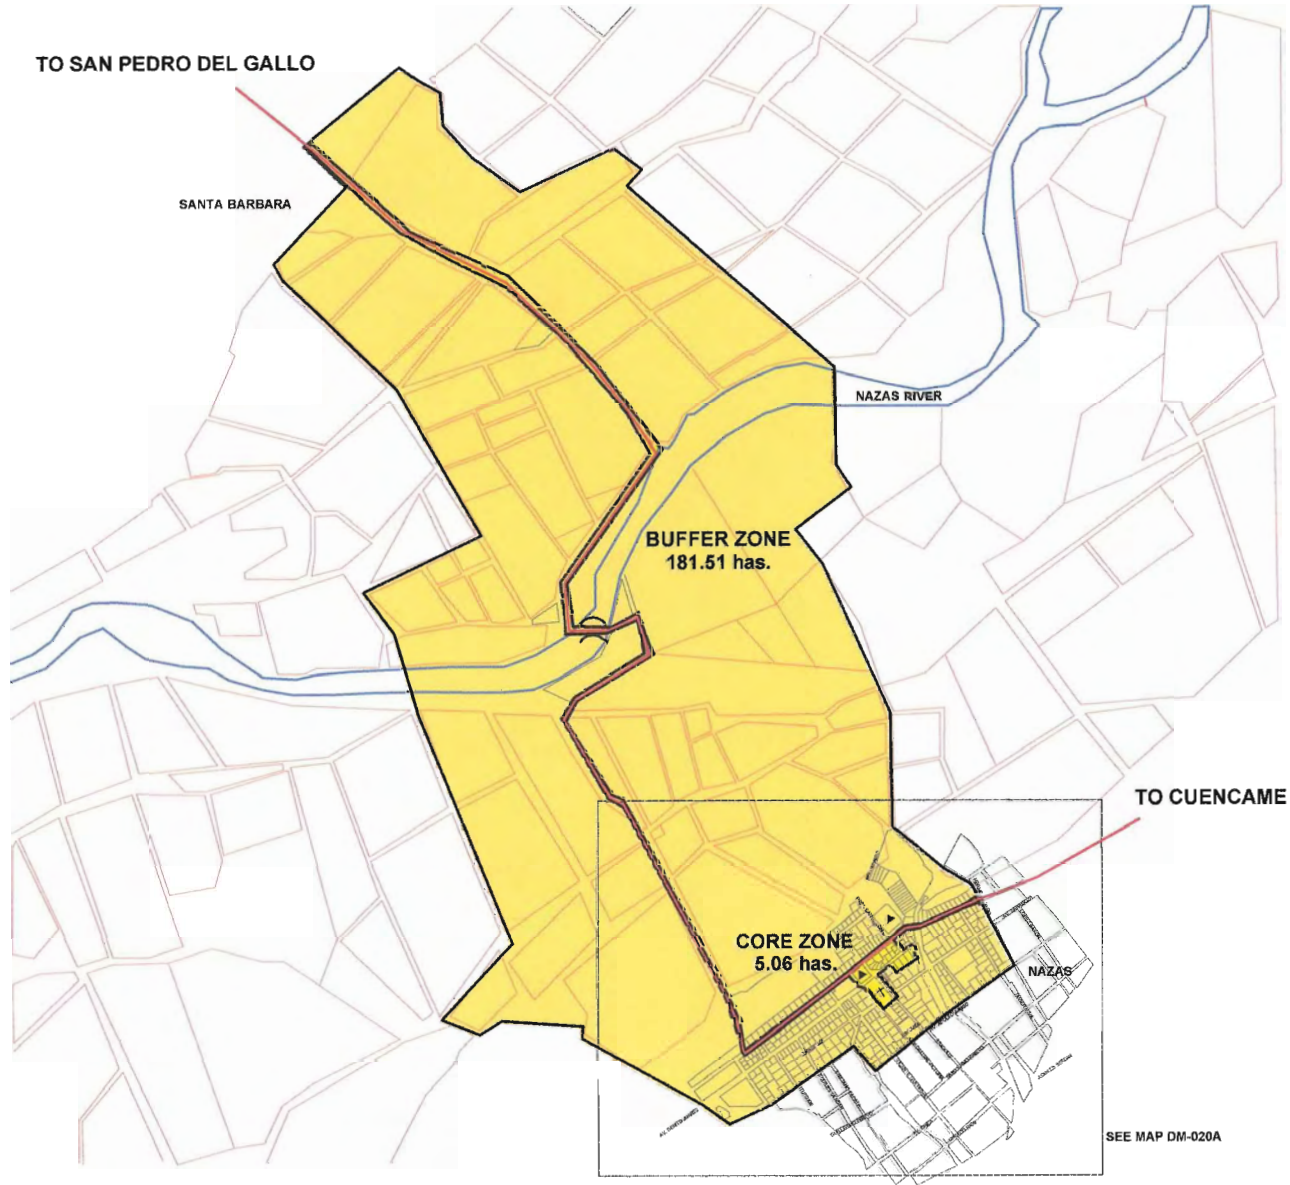 TO SAN PEDRO DEL GALLO
SANTA BARBARA
NAZAS RIVER
BUFFER ZONE
181.51 has.
TO CUENCAME
CORE ZONE
5.06 has.
NAZAS
SEE MAP DM-020A